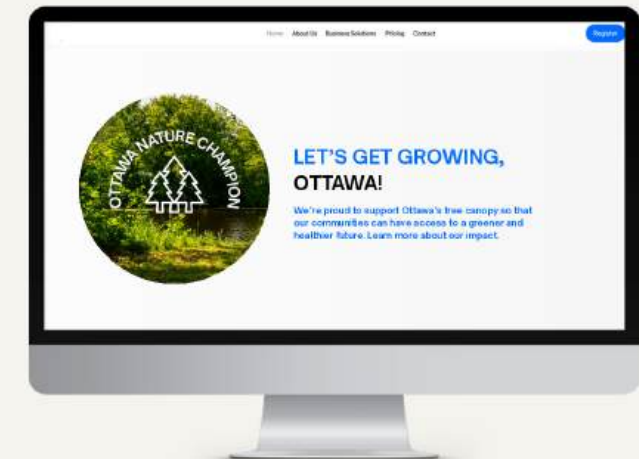 Home About Us Business Solutions Pricing Contact
Register
OTTAWA NATURE CHAMPION
LET'S GET GROWING,
OTTAWA!
We're proud to support Ottawa's tree canopy so that
our communities can have access to a greener and
healthier future. Learn more about our impact.